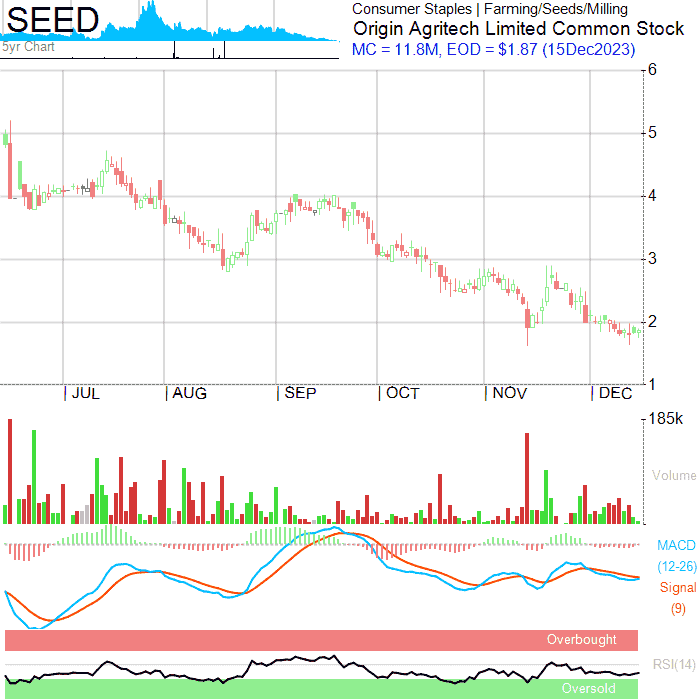 SEED
5yr Chart
Consumer Staples | Farming/Seeds/Milling
Origin Agritech Limited Common Stock
MC = 11.8M, EOD = $1.87 (15Dec2023)
6
5
4
3
2
1
| JUL | AUG | SEP | OCT | NOV | DEC
185k
Volume
MACD
(12-26)
Signal
(9)
Overbought
RSI(14)
Oversold